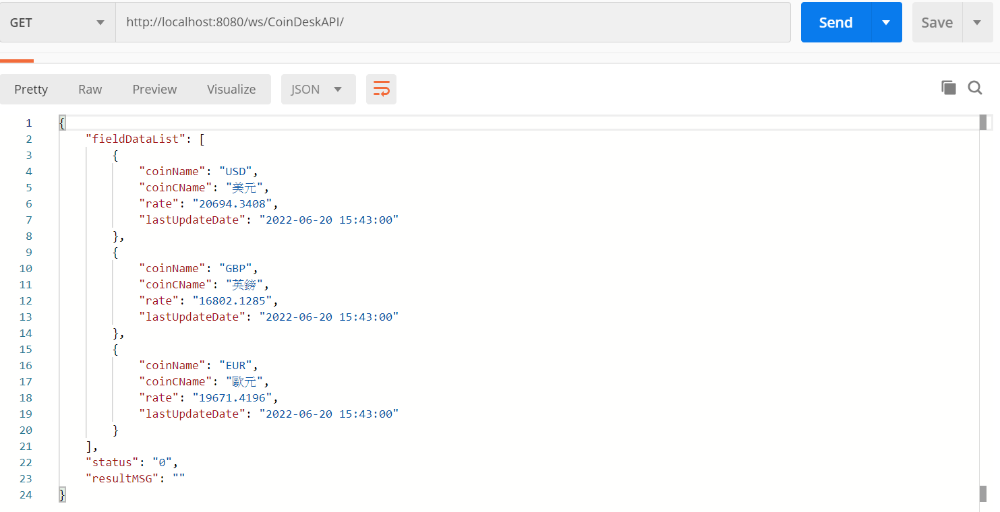 GET http://localhost:8080/ws/CoinDeskAPI/ Send Save
Pretty Raw Preview Visualize JSON
1 {
2 "fieldDataList": [
3 {
4 "coinName": "USD",
5 "coinCName": "美元",
6 "rate": "20694.3408",
7 "lastUpdateDate": "2022-06-20 15:43:00"
8 },
9 {
10 "coinName": "GBP",
11 "coinCName": "英鎊",
12 "rate": "16802.1285",
13 "lastUpdateDate": "2022-06-20 15:43:00"
14 },
15 {
16 "coinName": "EUR",
17 "coinCName": "歐元",
18 "rate": "19671.4196",
19 "lastUpdateDate": "2022-06-20 15:43:00"
20 }
21 ],
22 "status": "0",
23 "resultMSG": ""
24 }